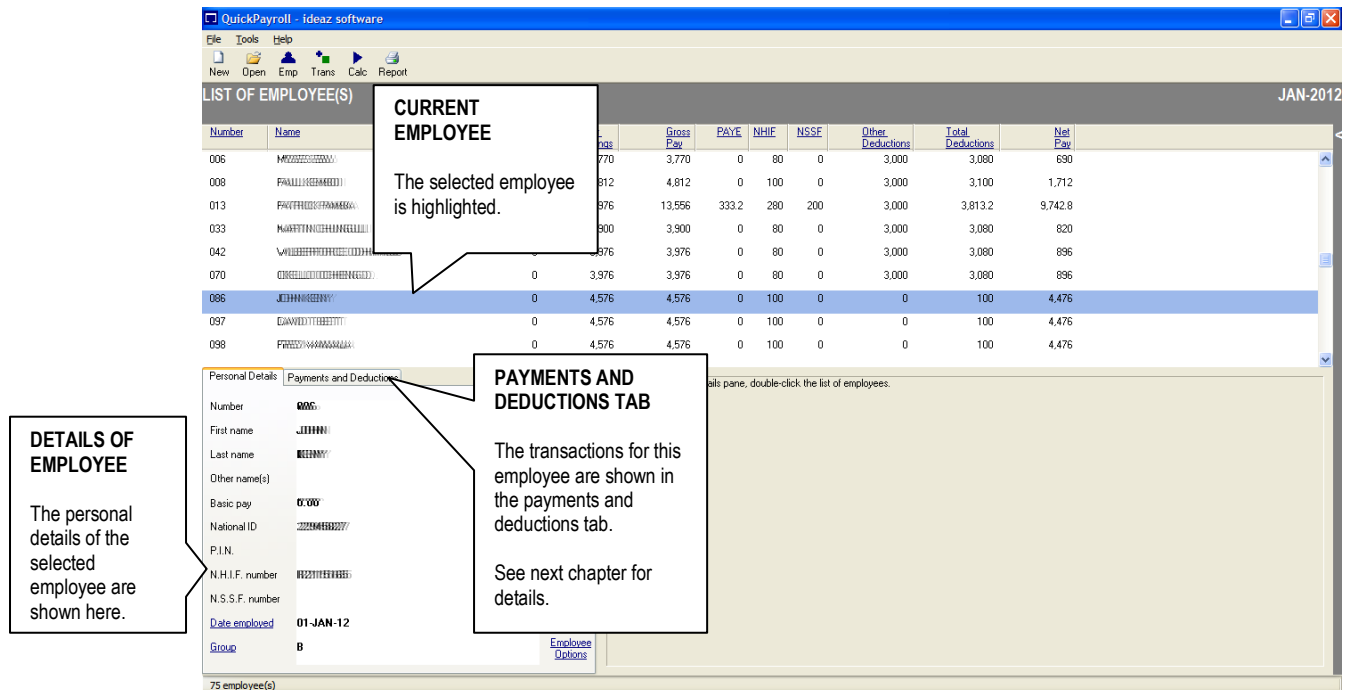 QuickPayroll - ideaz software
File Tools Help
New Open Emp Trans Calc Report
LIST OF EMPLOYEE(S) JAN-2012
Number Name Gross Pay PAYE NHIF NSSF Other Deductions Total Deductions Net Pay
006 3,770 0 80 0 3,000 3,080 690
008 4,812 0 100 0 3,000 3,100 1,712
013 13,556 333.2 280 200 3,000 3,813.2 9,742.8
033 3,900 0 80 0 3,000 3,080 820
042 3,976 0 80 0 3,000 3,080 896
070 0 3,976 3,976 0 80 0 3,000 3,080 896
086 0 4,576 4,576 0 100 0 0 100 4,476
097 0 4,576 4,576 0 100 0 0 100 4,476
098 0 4,576 4,576 0 100 0 0 100 4,476
CURRENT
EMPLOYEE
The selected employee
is highlighted.
Personal Details Payments and Deductions
pane, double-click the list of employees.
Number
First name
Last name
Other name(s)
Basic pay
National ID
P.I.N.
N.H.I.F. number
N.S.S.F. number
Date employed 01-JAN-12
Group B
Employee
Options
75 employee(s)
PAYMENTS AND
DEDUCTIONS TAB
The transactions for this
employee are shown in
the payments and
deductions tab.
See next chapter for
details.
DETAILS OF
EMPLOYEE
The personal
details of the
selected
employee are
shown here.